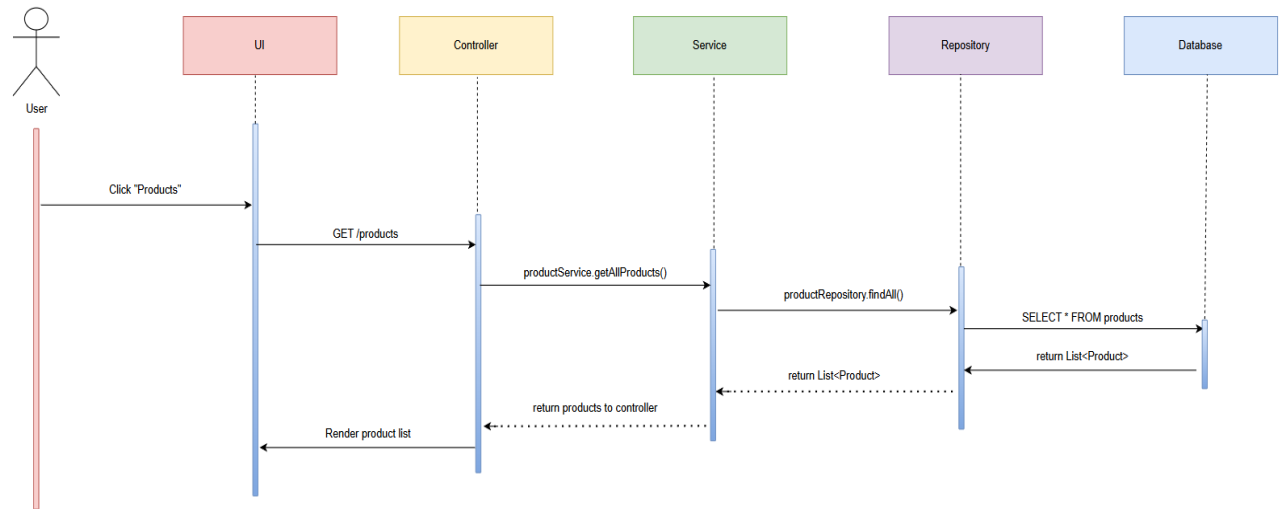 UI
Controller
Service
Repository
Database
User
Click "Products"
GET /products
productService.getAllProducts()
productRepository.findAll()
SELECT * FROM products
return List<Product>
return List<Product>
return products to controller
Render product list